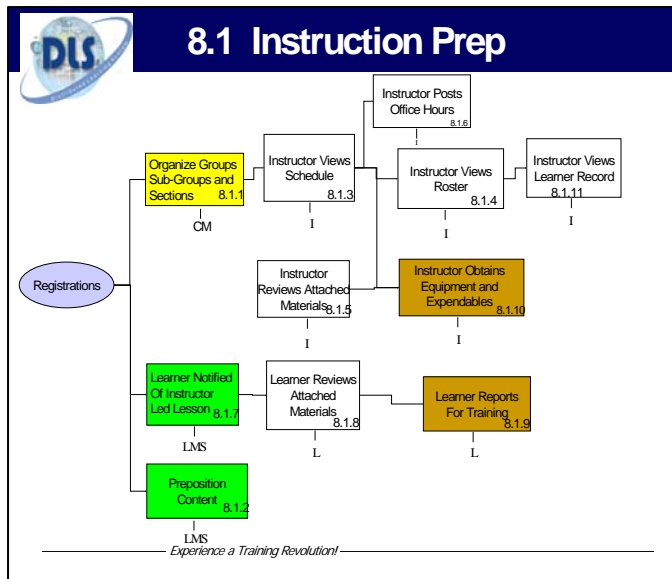 DLS
8.1 Instruction Prep
Instructor Posts
Office Hours
8.1.6
I
Organize Groups
Sub-Groups and
Sections
8.1.1
CM
Instructor Views
Schedule
8.1.3
I
Instructor Views
Roster
8.1.4
I
Instructor Views
Learner Record
8.1.11
I
Registrations
Instructor
Reviews Attached
Materials
8.1.5
I
Instructor Obtains
Equipment and
Expendables
8.1.10
I
Learner Notified
Of Instructor
Led Lesson
8.1.7
LMS
Learner Reviews
Attached
Materials
8.1.8
L
Learner Reports
For Training
8.1.9
L
Preposition
Content
8.1.2
LMS
Experience a Training Revolution!